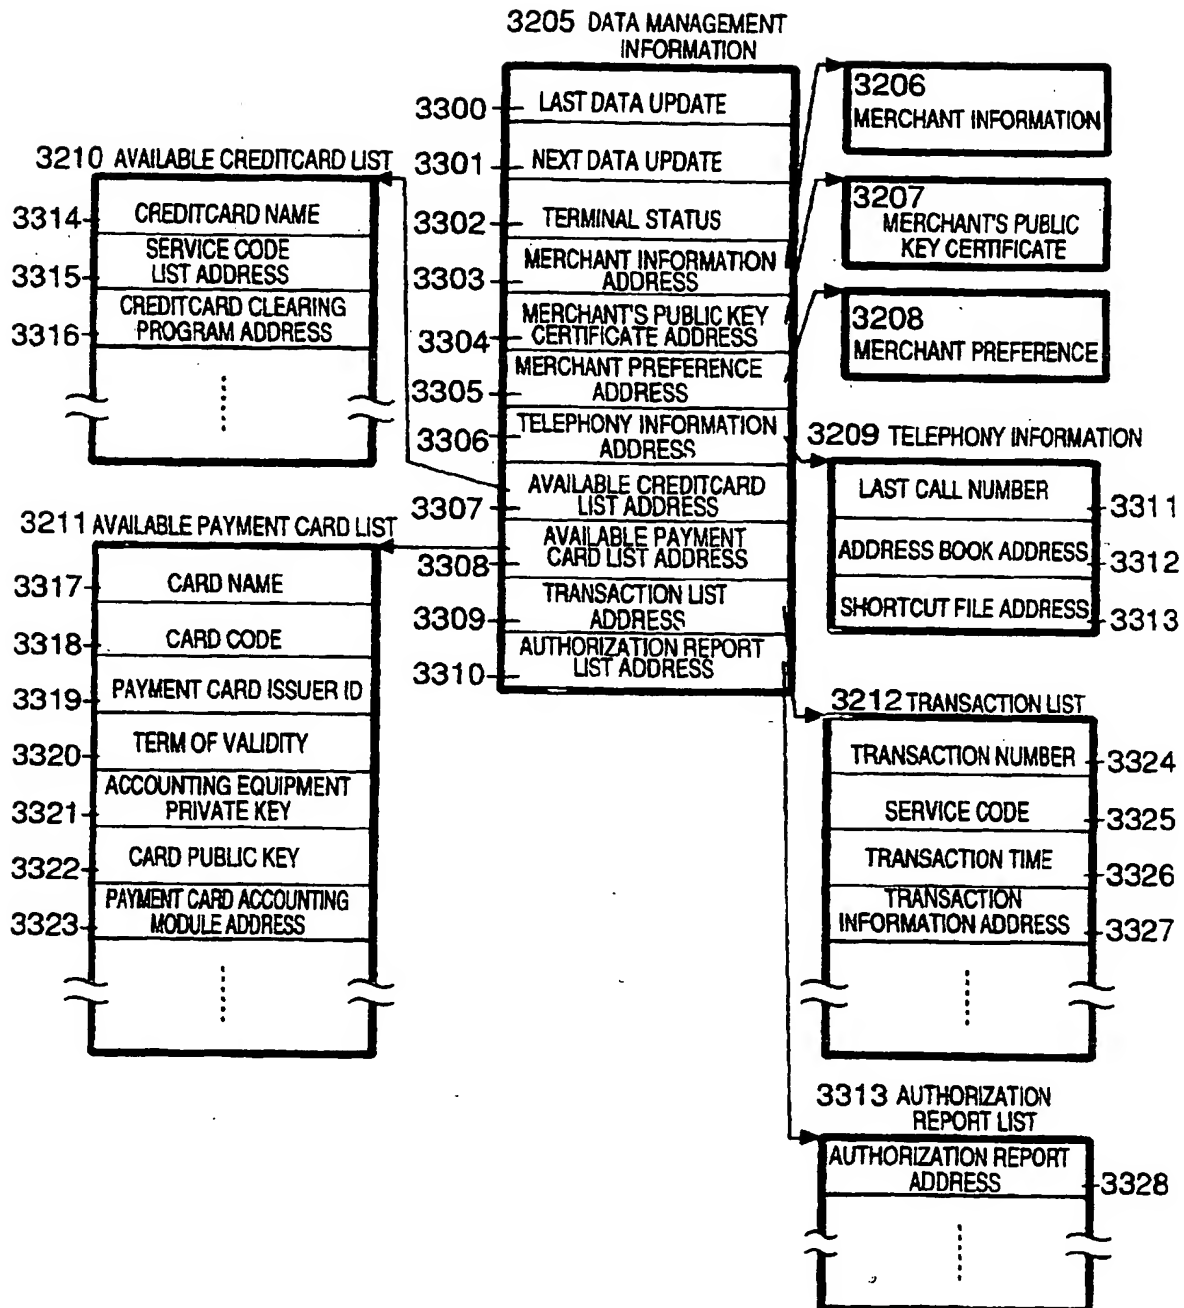 3205 DATA MANAGEMENT
INFORMATION
3300
LAST DATA UPDATE
3301
NEXT DATA UPDATE
3302
TERMINAL STATUS
3303
MERCHANT INFORMATION
ADDRESS
3304
MERCHANT'S PUBLIC KEY
CERTIFICATE ADDRESS
3305
MERCHANT PREFERENCE
ADDRESS
3306
TELEPHONY INFORMATION
ADDRESS
3307
AVAILABLE CREDITCARD
LIST ADDRESS
3308
AVAILABLE PAYMENT
CARD LIST ADDRESS
3309
TRANSACTION LIST
ADDRESS
3310
AUTHORIZATION REPORT
LIST ADDRESS
3210 AVAILABLE CREDITCARD LIST
3314
CREDITCARD NAME
3315
SERVICE CODE
LIST ADDRESS
3316
CREDITCARD CLEARING
PROGRAM ADDRESS
3211 AVAILABLE PAYMENT CARD LIST
3317
CARD NAME
3318
CARD CODE
3319
PAYMENT CARD ISSUER ID
3320
TERM OF VALIDITY
3321
ACCOUNTING EQUIPMENT
PRIVATE KEY
3322
CARD PUBLIC KEY
3323
PAYMENT CARD ACCOUNTING
MODULE ADDRESS
3206
MERCHANT INFORMATION
3207
MERCHANT'S PUBLIC
KEY CERTIFICATE
3208
MERCHANT PREFERENCE
3209 TELEPHONY INFORMATION
LAST CALL NUMBER
3311
ADDRESS BOOK ADDRESS
3312
SHORTCUT FILE ADDRESS
3313
3212 TRANSACTION LIST
TRANSACTION NUMBER
3324
SERVICE CODE
3325
TRANSACTION TIME
3326
TRANSACTION
INFORMATION ADDRESS
3327
3313 AUTHORIZATION
REPORT LIST
AUTHORIZATION REPORT
ADDRESS
3328